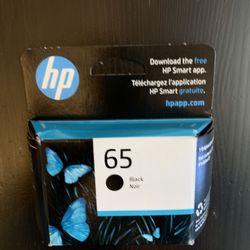 hp
Download the free
HP Smart app.
Téléchargez l'application
HP Smart gratuite.
hpapp.com
65
Black
Noir